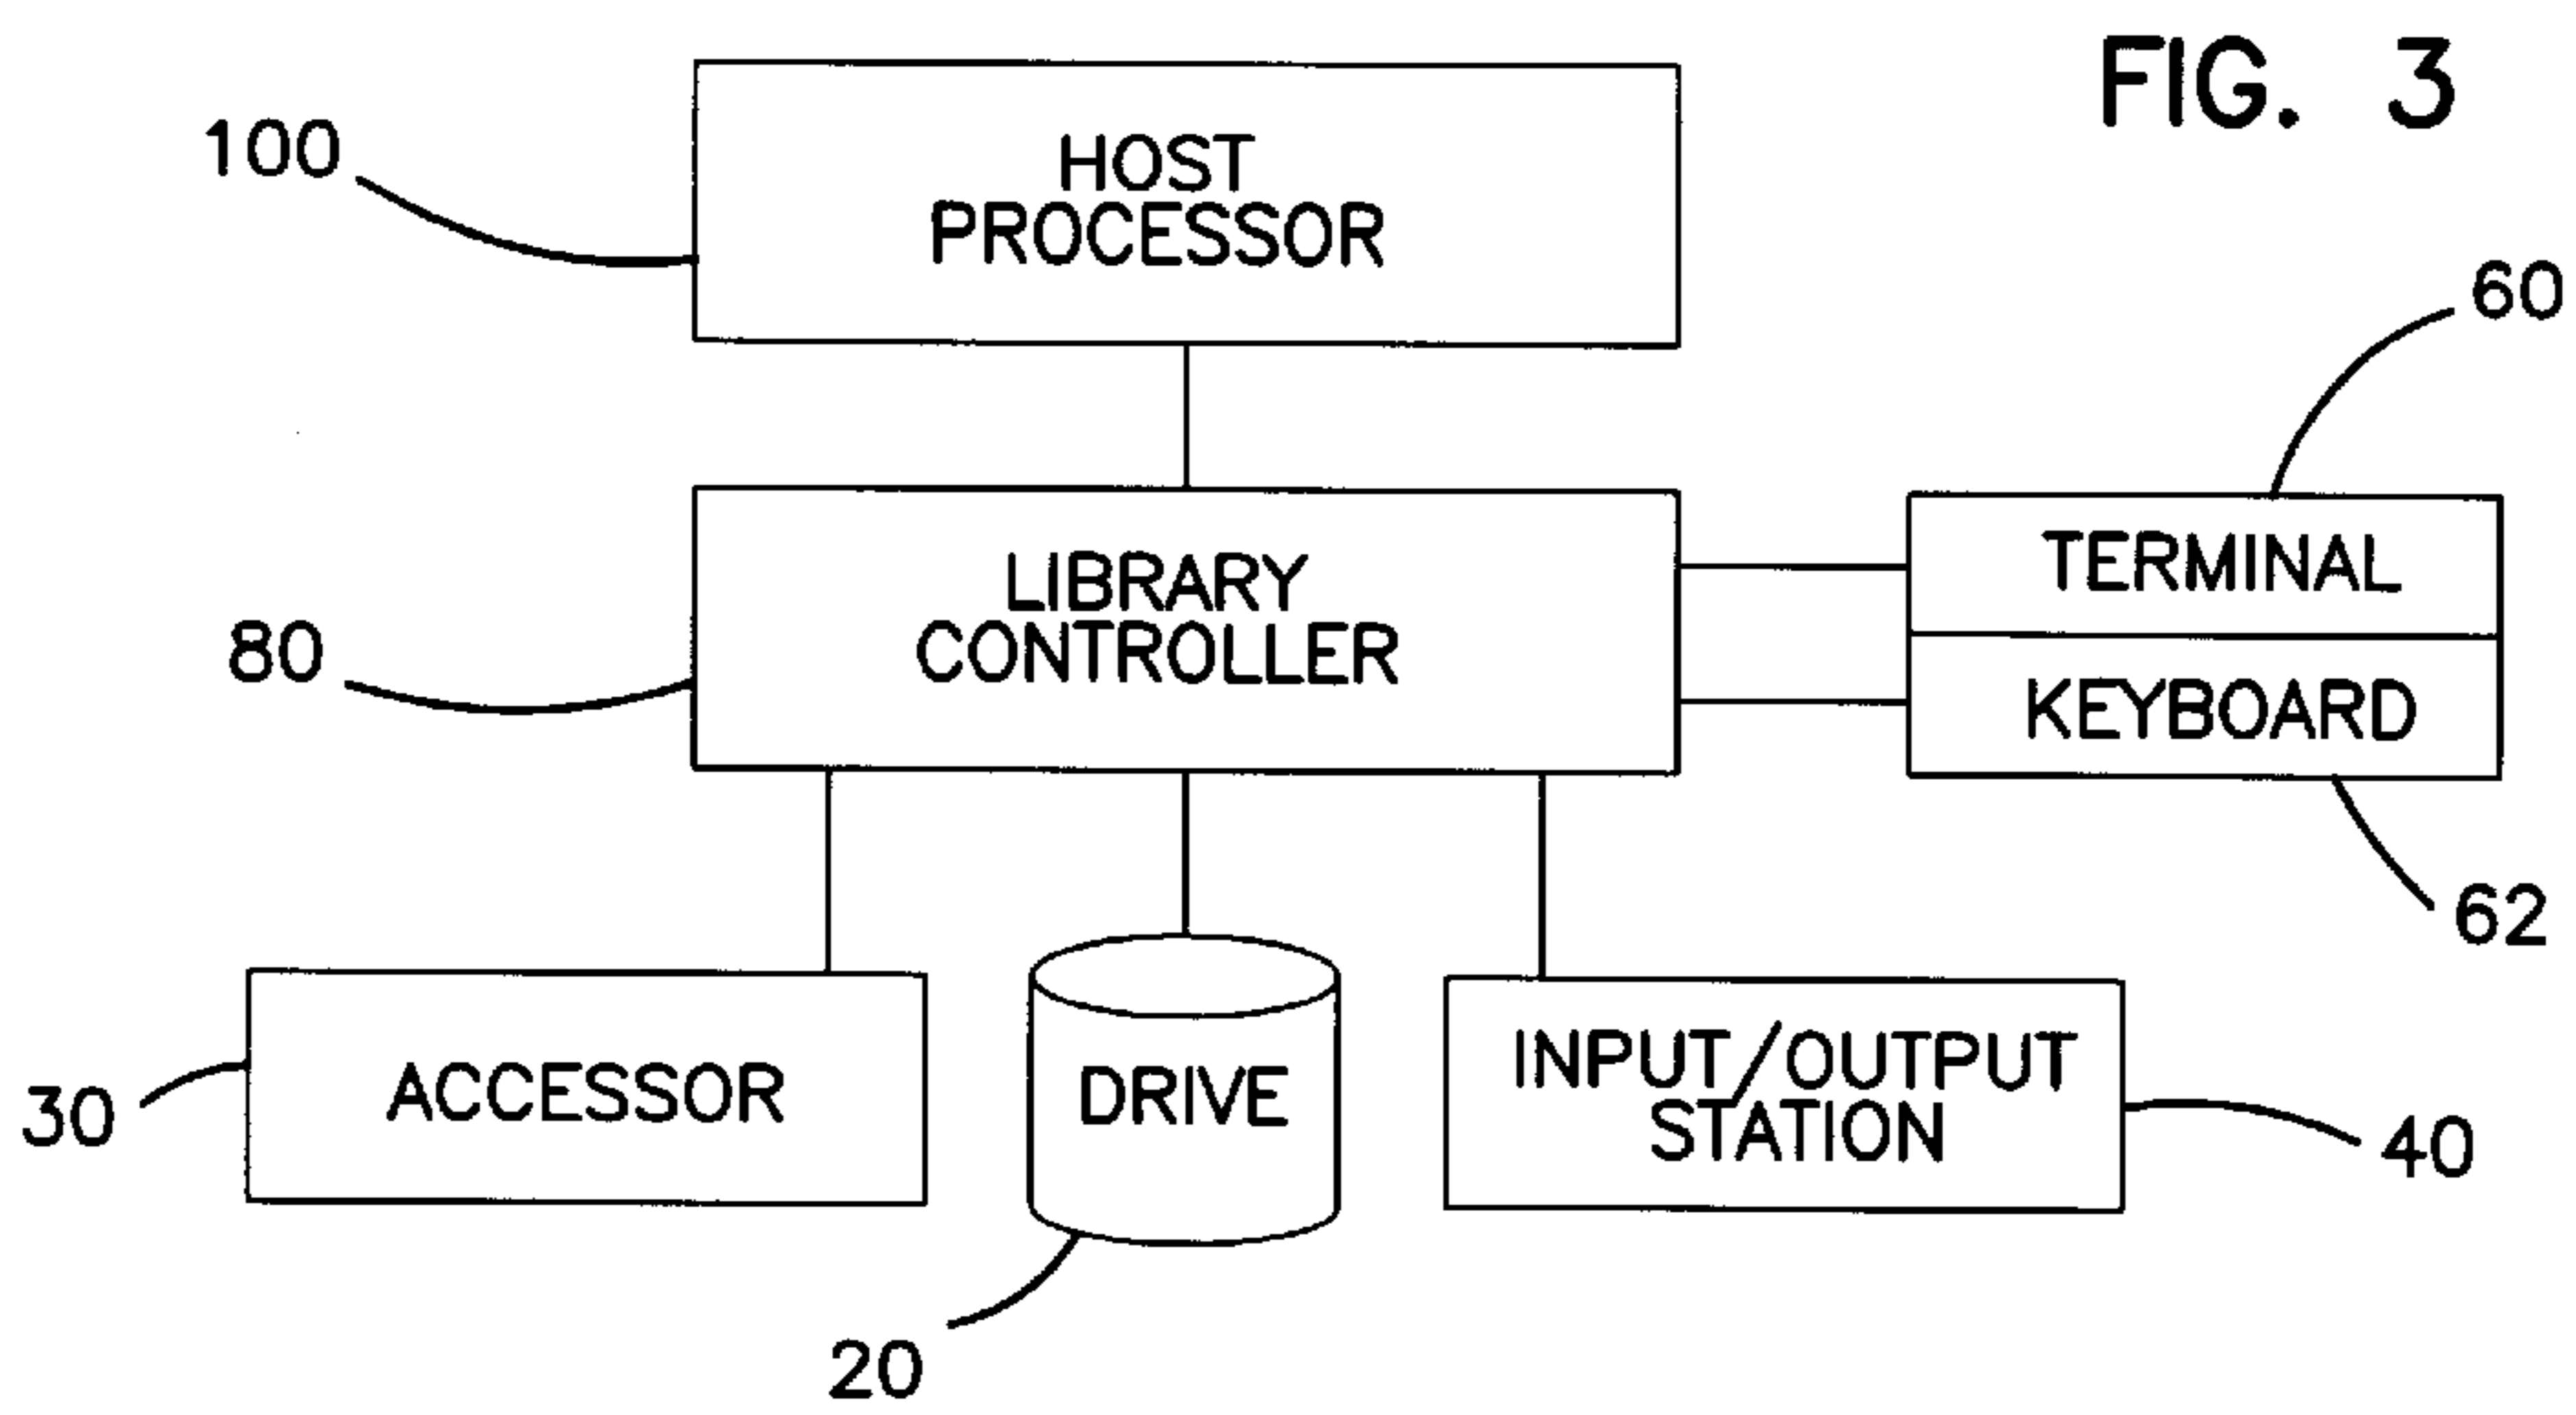 FIG. 3
100
HOST
PROCESSOR
60
LIBRARY
CONTROLLER
80
TERMINAL
KEYBOARD
62
30
ACCESSOR
DRIVE
INPUT/OUTPUT
STATION
40
20